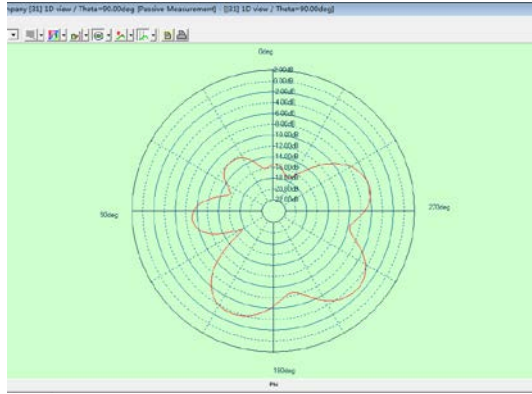 mpany [31] 1D view / Theta=90.00deg [Passive Measurement] - [[31] 1D view / Theta=90.00deg]
0deg
2.00dB
0.00dB
-2.00dB
-4.00dB
-6.00dB
-8.00dB
-10.00dB
-12.00dB
-14.00dB
-16.00dB
-18.00dB
-20.00dB
-22.00dB
90deg
270deg
180deg
Phi